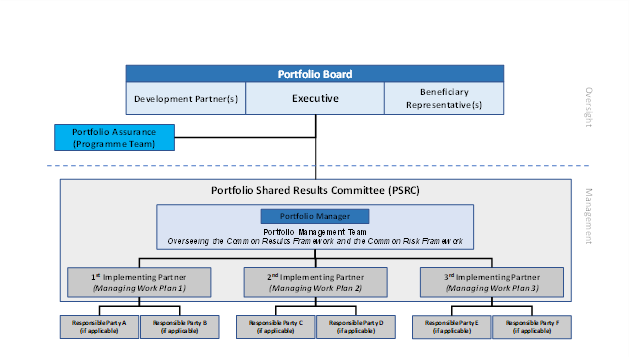 Portfolio Board
Development Partner(s)
Executive
Beneficiary
Representative(s)
Oversight
Portfolio Assurance
(Programme Team)
Portfolio Shared Results Committee (PSRC)
Management
Portfolio Manager
Portfolio Management Team
Overseeing the Common Results Framework and the Common Risk Framework
1st Implementing Partner
(Managing Work Plan 1)
2nd Implementing Partner
(Managing Work Plan 2)
3rd Implementing Partner
(Managing Work Plan 3)
Responsible Party A
(if applicable)
Responsible Party B
(if applicable)
Responsible Party C
(if applicable)
Responsible Party D
(if applicable)
Responsible Party E
(if applicable)
Responsible Party F
(if applicable)